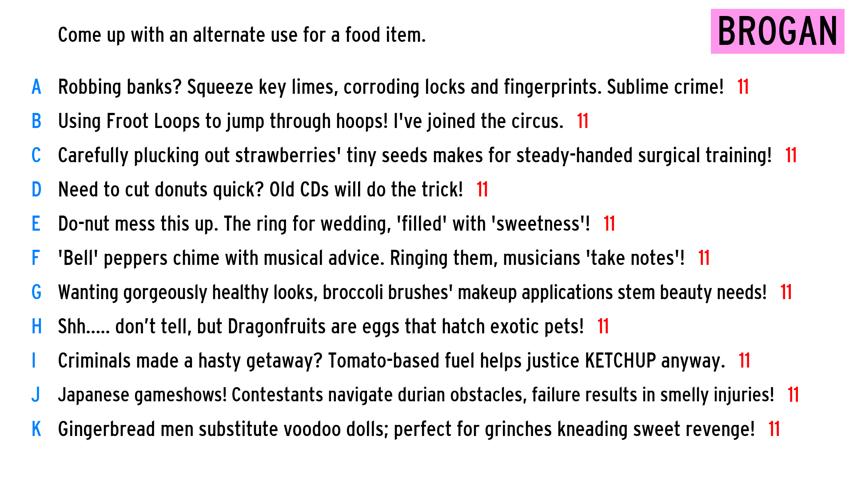 Come up with an alternate use for a food item.
BROGAN
A Robbing banks? Squeeze key limes, corroding locks and fingerprints. Sublime crime! 11
B Using Froot Loops to jump through hoops! I've joined the circus. 11
C Carefully plucking out strawberries' tiny seeds makes for steady-handed surgical training! 11
D Need to cut donuts quick? Old CDs will do the trick! 11
E Do-nut mess this up. The ring for wedding, 'filled' with 'sweetness'! 11
F 'Bell' peppers chime with musical advice. Ringing them, musicians 'take notes'! 11
G Wanting gorgeously healthy looks, broccoli brushes' makeup applications stem beauty needs! 11
H Shh..... don’t tell, but Dragonfruits are eggs that hatch exotic pets! 11
I Criminals made a hasty getaway? Tomato-based fuel helps justice KETCHUP anyway. 11
J Japanese gameshows! Contestants navigate durian obstacles, failure results in smelly injuries! 11
K Gingerbread men substitute voodoo dolls; perfect for grinches kneading sweet revenge! 11